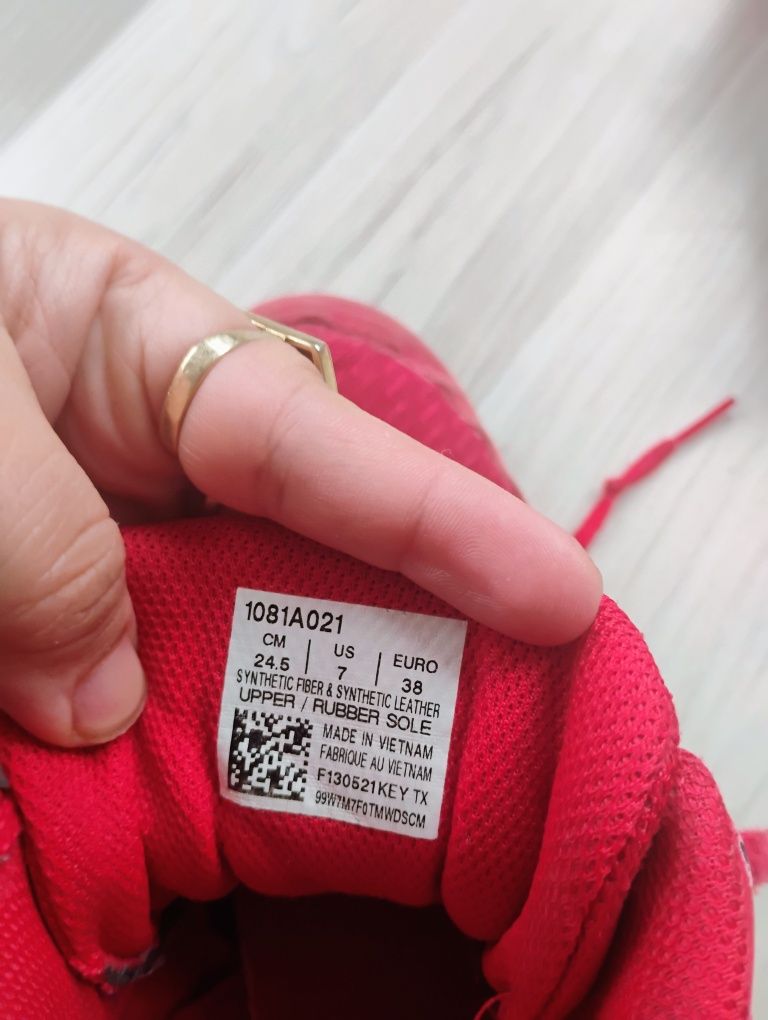 1081A021
CM US EURO
24.5 7 38
SYNTHETIC FIBER & SYNTHETIC LEATHER
UPPER / RUBBER SOLE
MADE IN VIETNAM
FABRIQUE AU VIETNAM
F130521KEY TX
99W7M7F0TMWDSCM